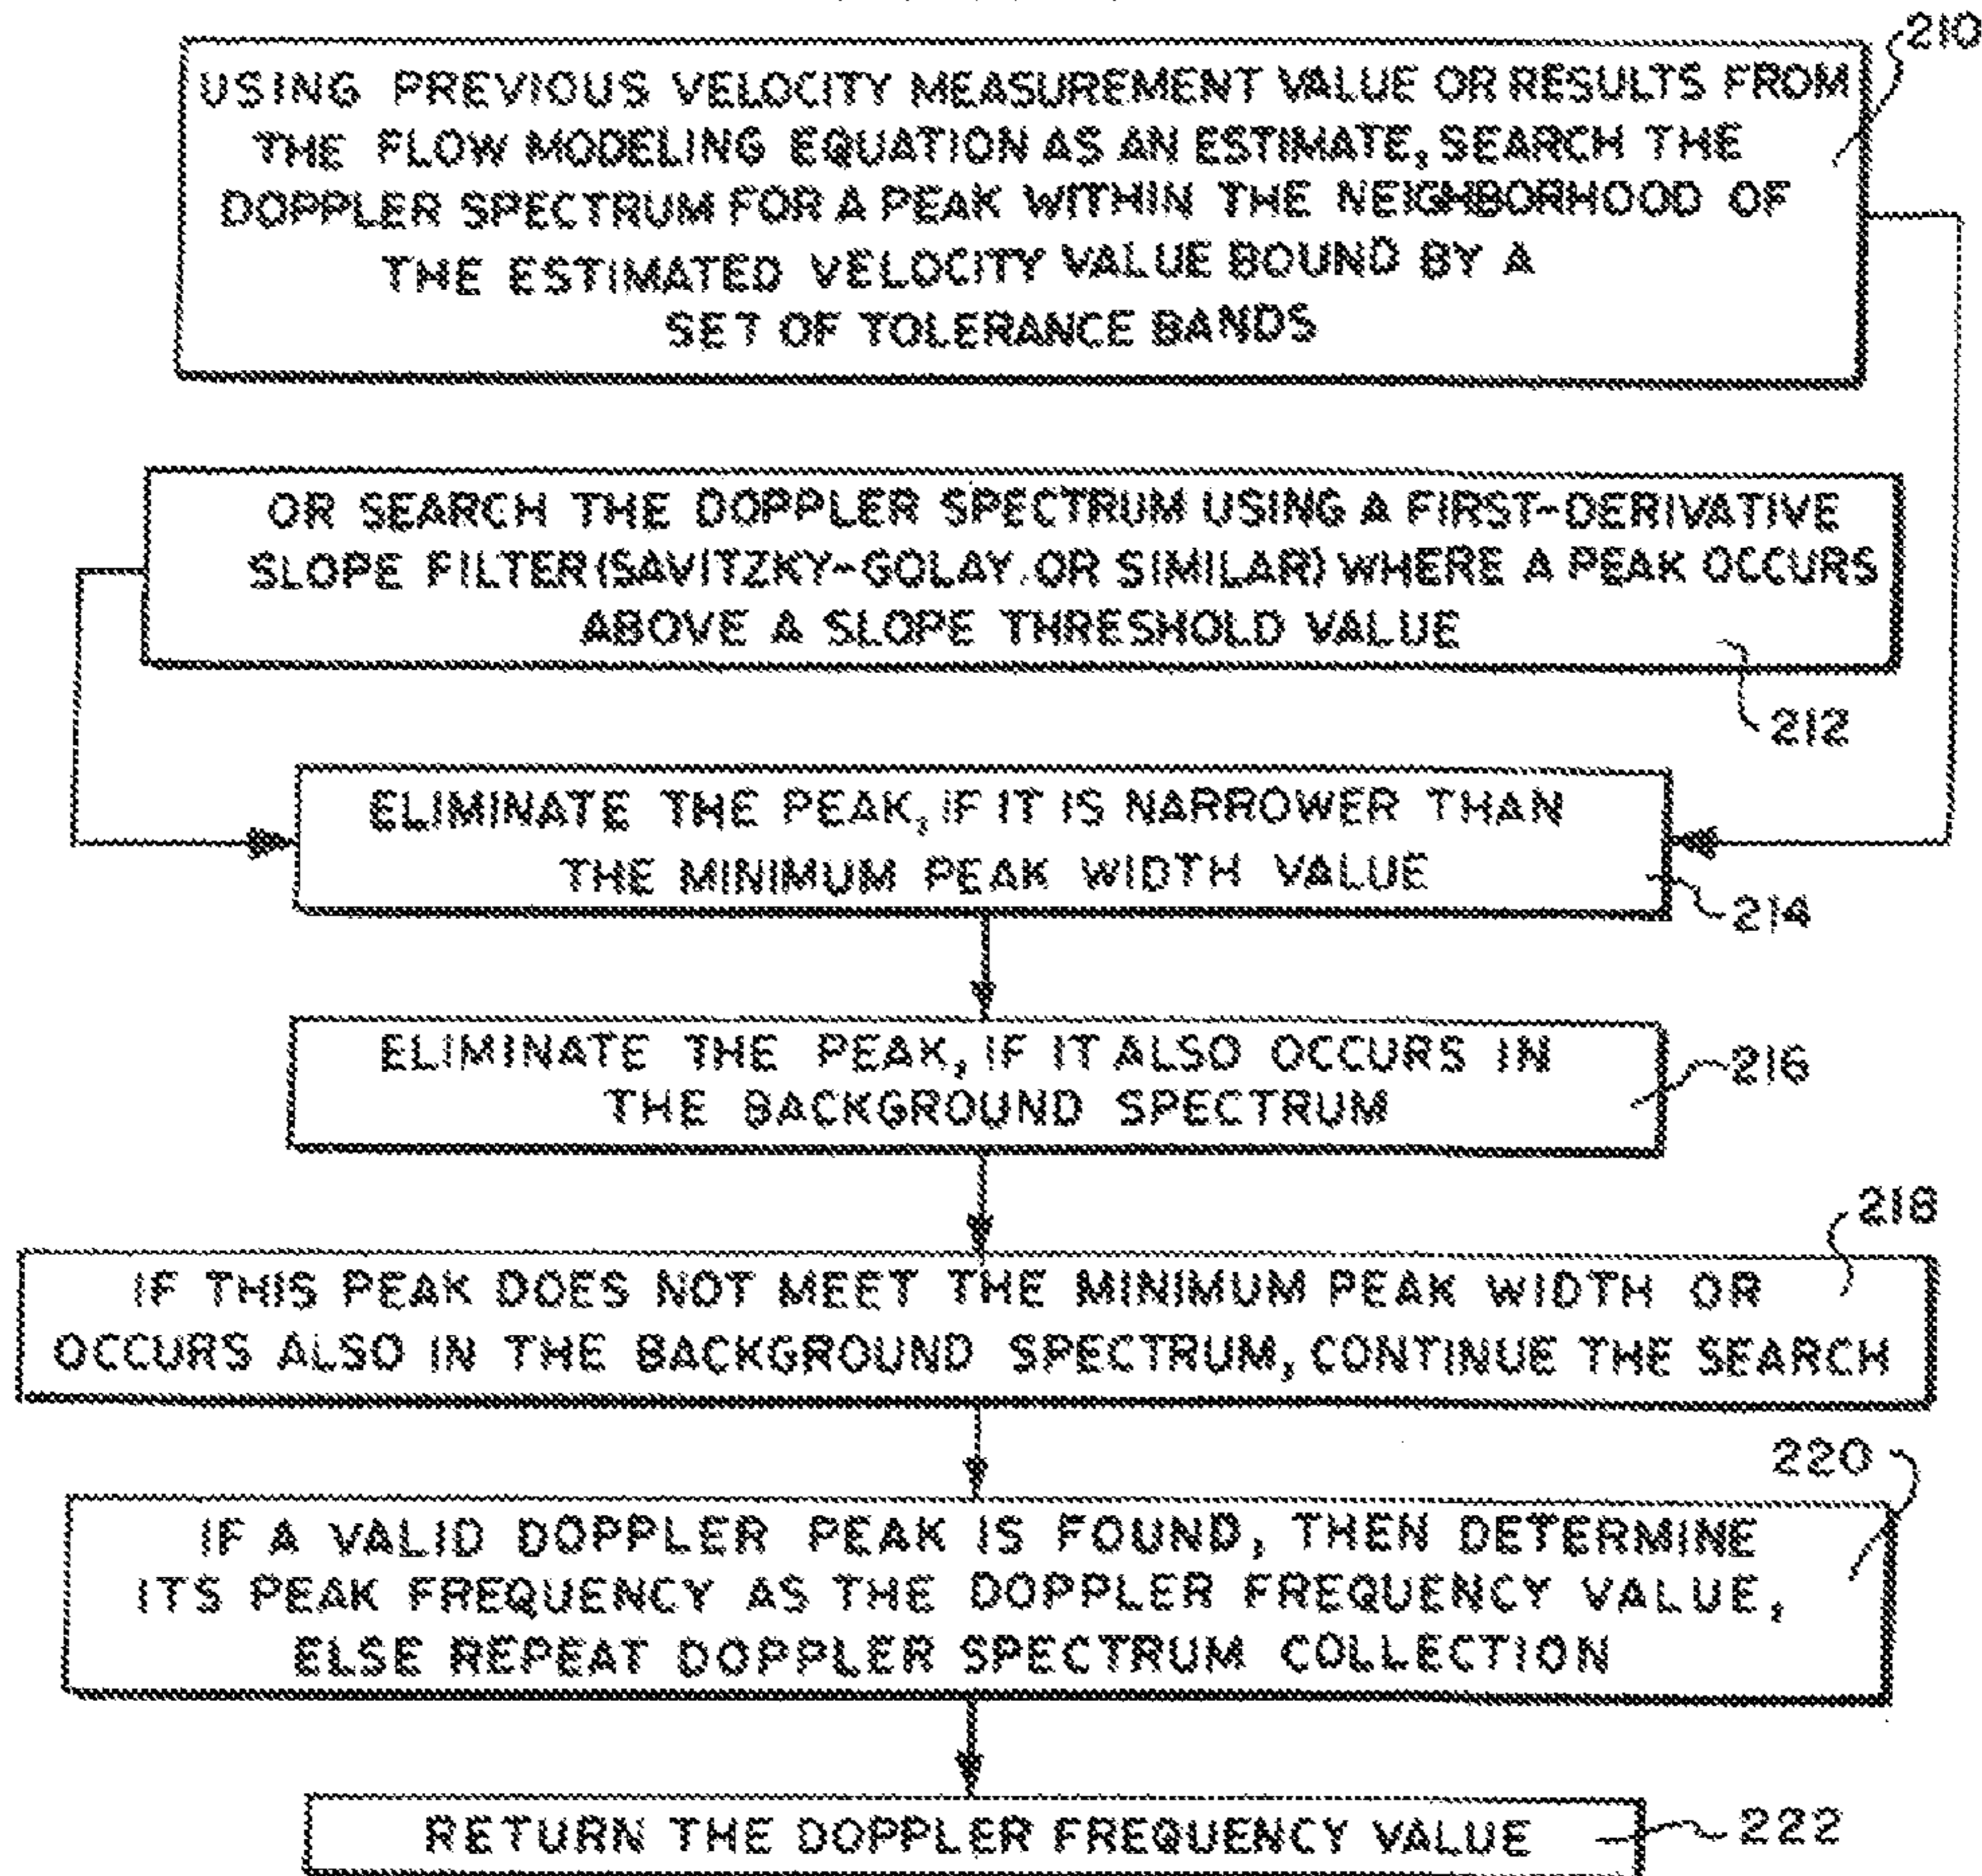 210
USING PREVIOUS VELOCITY MEASUREMENT VALUE OR RESULTS FROM
THE FLOW MODELING EQUATION AS AN ESTIMATE, SEARCH THE
DOPPLER SPECTRUM FOR A PEAK WITHIN THE NEIGHBORHOOD OF
THE ESTIMATED VELOCITY VALUE BOUND BY A
SET OF TOLERANCE BANDS
OR SEARCH THE DOPPLER SPECTRUM USING A FIRST-DERIVATIVE
SLOPE FILTER (SAVITZKY-GOLAY OR SIMILAR) WHERE A PEAK OCCURS
ABOVE A SLOPE THRESHOLD VALUE
212
ELIMINATE THE PEAK, IF IT IS NARROWER THAN
THE MINIMUM PEAK WIDTH VALUE
214
ELIMINATE THE PEAK, IF IT ALSO OCCURS IN
THE BACKGROUND SPECTRUM
216
218
IF THIS PEAK DOES NOT MEET THE MINIMUM PEAK WIDTH OR
OCCURS ALSO IN THE BACKGROUND SPECTRUM, CONTINUE THE SEARCH
220
IF A VALID DOPPLER PEAK IS FOUND, THEN DETERMINE
ITS PEAK FREQUENCY AS THE DOPPLER FREQUENCY VALUE,
ELSE REPEAT DOPPLER SPECTRUM COLLECTION
RETURN THE DOPPLER FREQUENCY VALUE
222